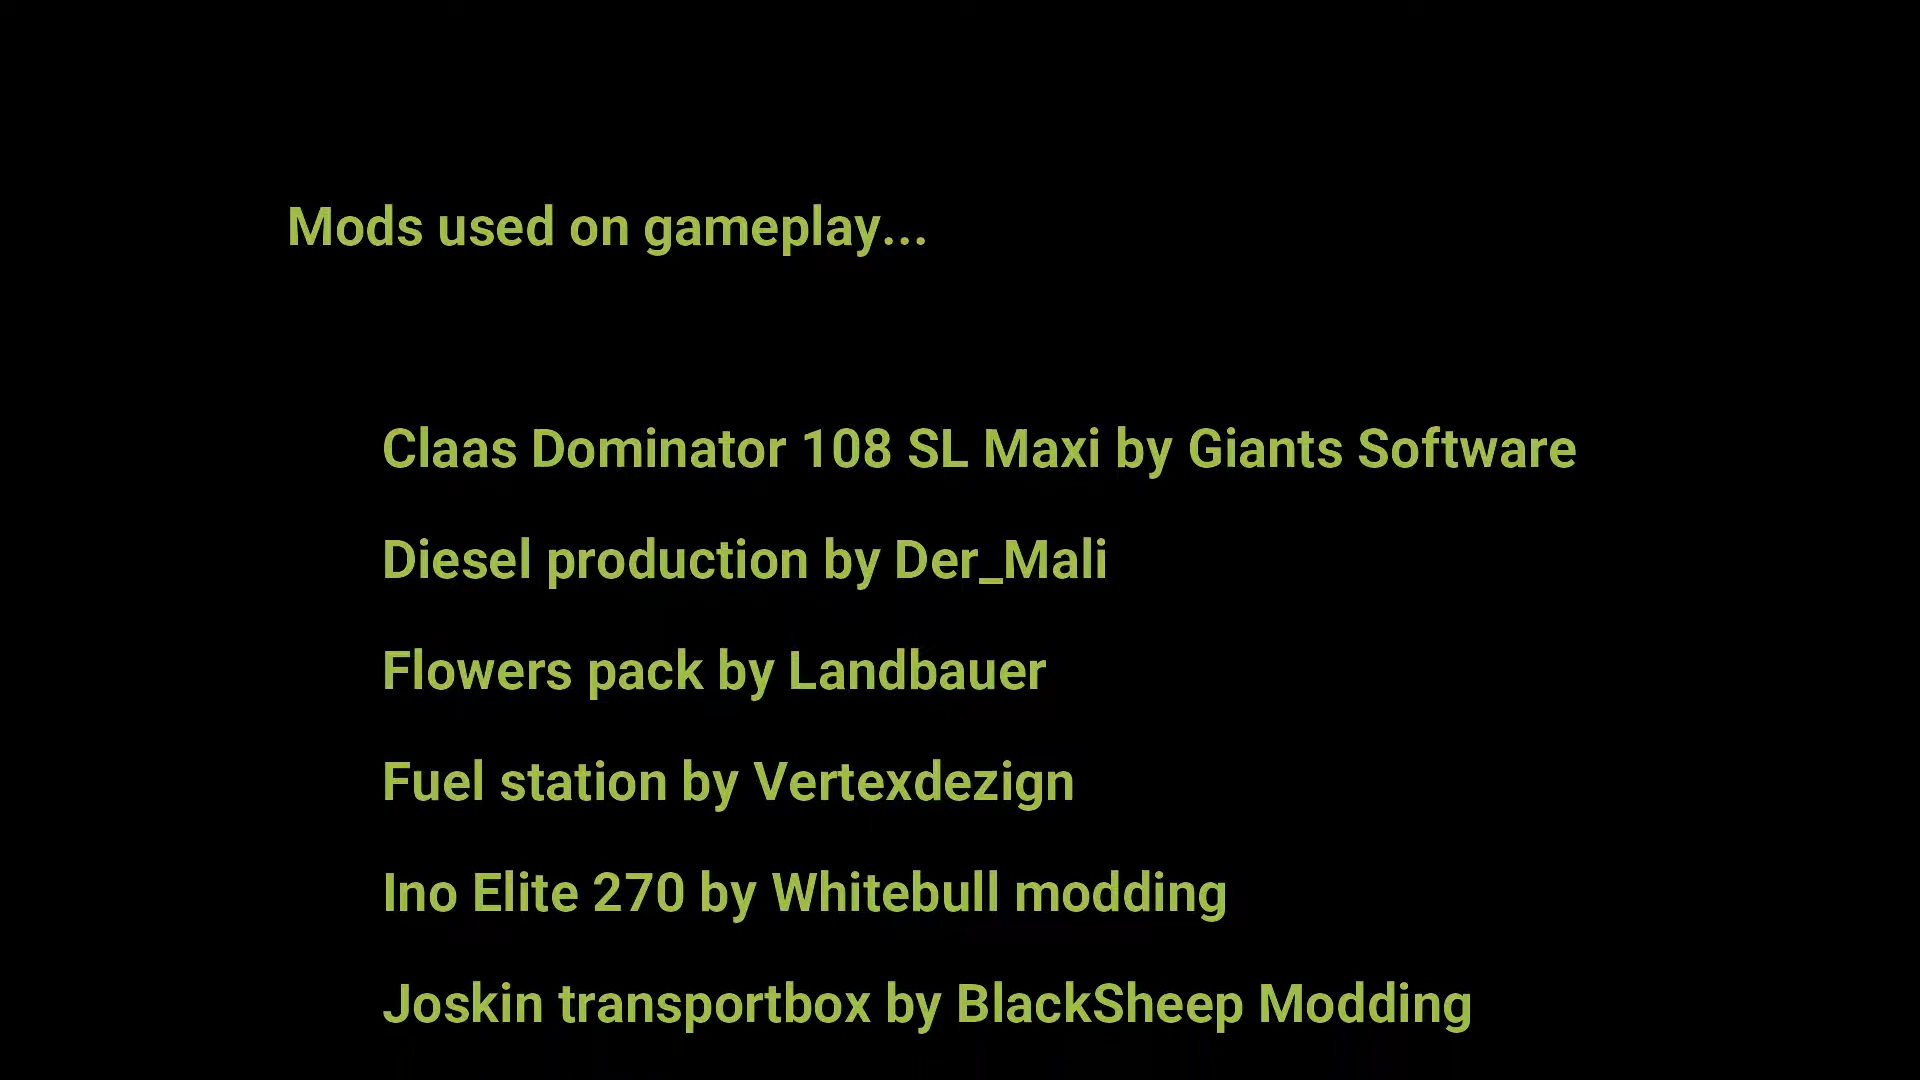 Mods used on gameplay...
Claas Dominator 108 SL Maxi by Giants Software
Diesel production by Der_Mali
Flowers pack by Landbauer
Fuel station by Vertexdezign
Ino Elite 270 by Whitebull modding
Joskin transportbox by BlackSheep Modding